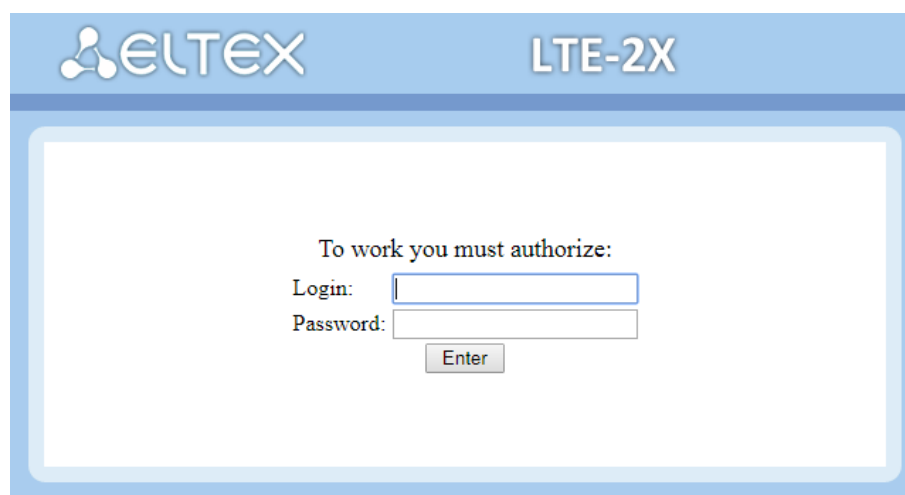 ELTEX
LTE-2X
To work you must authorize:
Login:
Password:
Enter